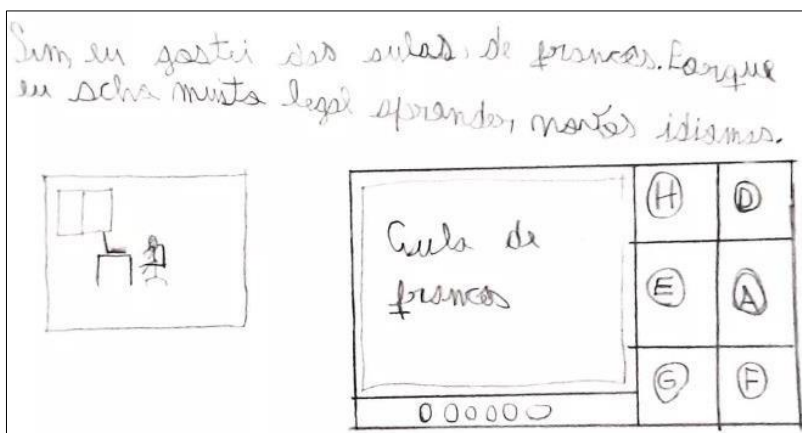 Sim eu gostei das aulas de frances. Porque
eu acho muito legal aprender novos idiomas.
Aula de
frances
H D
E A
G F